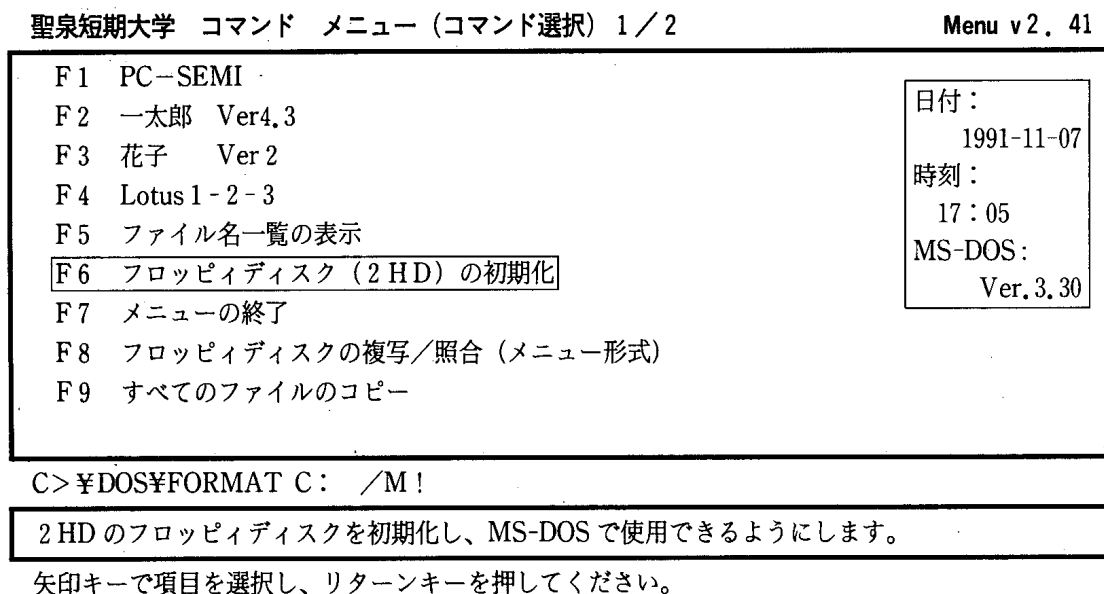 聖泉短期大学 コマンド メニュー（コマンド選択）1／2 Menu v2．41
F1 PC−SEMI
F2 一太郎 Ver4.3
F3 花子 Ver 2
F4 Lotus 1‐2‐3
F5 ファイル名一覧の表示
F6 フロッピィディスク（2HD）の初期化
F7 メニューの終了
F8 フロッピィディスクの複写／照合（メニュー形式）
F9 すべてのファイルのコピー
日付：
1991-11-07
時刻：
17：05
MS-DOS：
Ver.3.30
C>¥DOS¥FORMAT C： ／M！
2HDのフロッピィディスクを初期化し、MS-DOSで使用できるようにします。
矢印キーで項目を選択し、リターンキーを押してください。